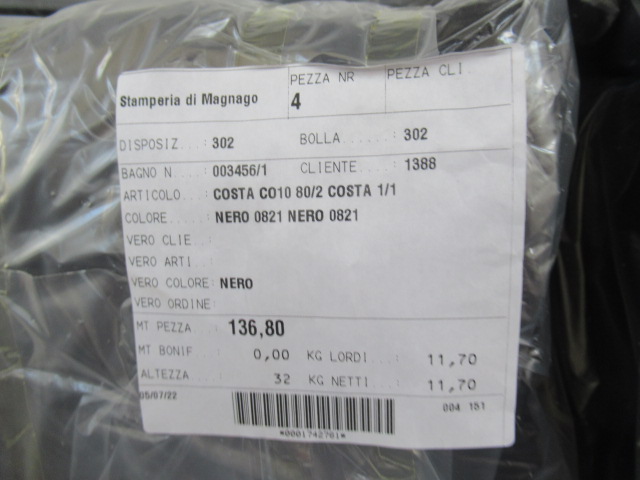 PEZZA NR
PEZZA CLI.
Stamperia di Magnago
4
DISPOSIZ...: 302
BOLLA......: 302
BAGNO N...: 003456/1
CLIENTE....: 1388
ARTICOLO...: COSTA CO10 80/2 COSTA 1/1
COLORE.....: NERO 0821 NERO 0821
VERO CLIE..:
VERO ARTI..:
VERO COLORE: NERO
VERO ORDINE:
MT PEZZA...: 136,80
MT BONIF...: 0,00 KG LORDI...: 11,70
ALTEZZA....: 32 KG NETTI...: 11,70
05/07/22
004 151
*0001742761*